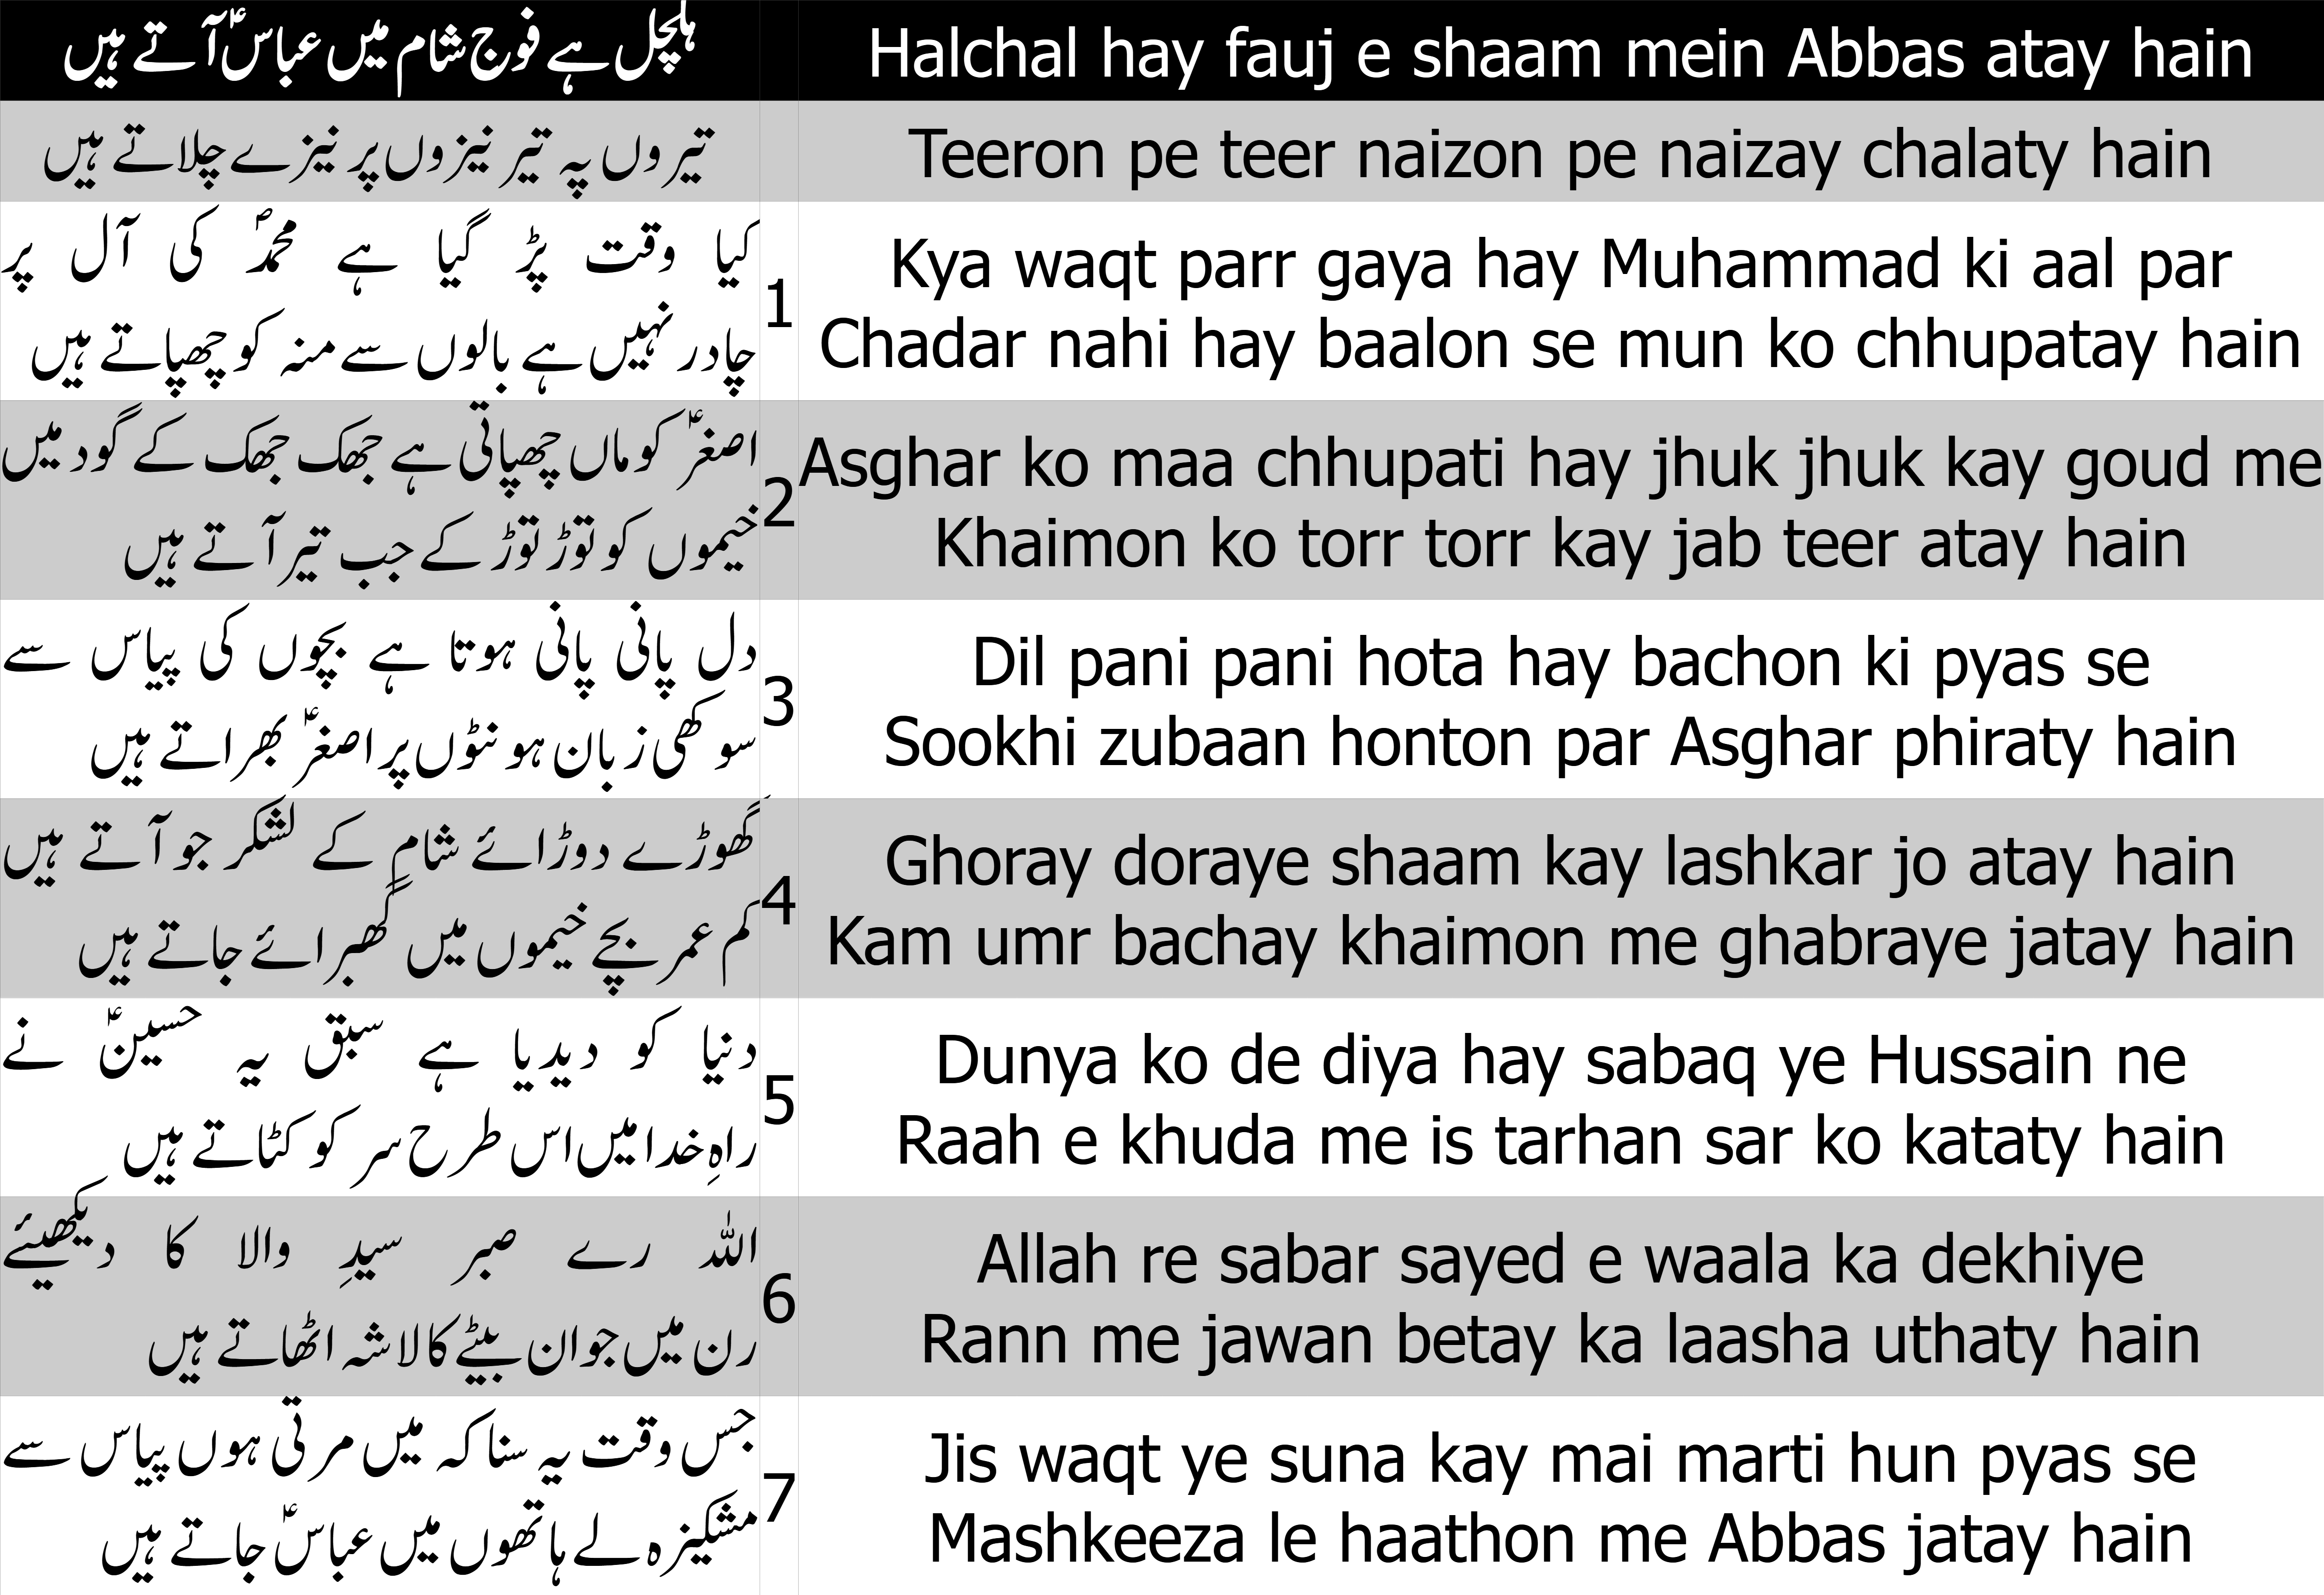 ہلچل ہے فوج شام میں عباسؑ آتے ہیں
Halchal hay fauj e shaam mein Abbas atay hain
تیروں پہ تیر نیزوں پر نیزے چلاتے ہیں
Teeron pe teer naizon pe naizay chalaty hain
کیا وقت پڑ گیا ہے محمدؐ کی آل پر
چادر نہیں ہے بالوں سے منہ کو چھپاتے ہیں
1
Kya waqt parr gaya hay Muhammad ki aal par
Chadar nahi hay baalon se mun ko chhupatay hain
اصغرؑ کو ماں چھپاتی ہے جھک جھک کے گود میں
خیموں کو توڑ توڑ کے جب تیر آتے ہیں
2
Asghar ko maa chhupati hay jhuk jhuk kay goud me
Khaimon ko torr torr kay jab teer atay hain
دل پانی پانی ہوتا ہے بچوں کی پیاس سے
سوکھی زبان ہونٹوں پر اصغرؑ پھراتے ہیں
3
Dil pani pani hota hay bachon ki pyas se
Sookhi zubaan honton par Asghar phiraty hain
گھوڑے دوڑائے شام کے لشکر جو آتے ہیں
کم عمر بچے خیموں میں گھبرائے جاتے ہیں
4
Ghoray doraye shaam kay lashkar jo atay hain
Kam umr bachay khaimon me ghabraye jatay hain
دنیا کو دیدیا ہے سبق یہ حسینؑ نے
راہِ خدا میں اس طرح سر کو کٹاتے ہیں
5
Dunya ko de diya hay sabaq ye Hussain ne
Raah e khuda me is tarhan sar ko kataty hain
اللہ رے صبر سیدِ والا کا دیکھیئے
رن میں جوان بیٹے کا لاشہ اٹھاتے ہیں
6
Allah re sabar sayed e waala ka dekhiye
Rann me jawan betay ka laasha uthaty hain
جس وقت یہ سنا کہ میں مرتی ہوں پیاس سے
مشکیزہ لے ہاتھوں میں عباسؑ جاتے ہیں
7
Jis waqt ye suna kay mai marti hun pyas se
Mashkeeza le haathon me Abbas jatay hain